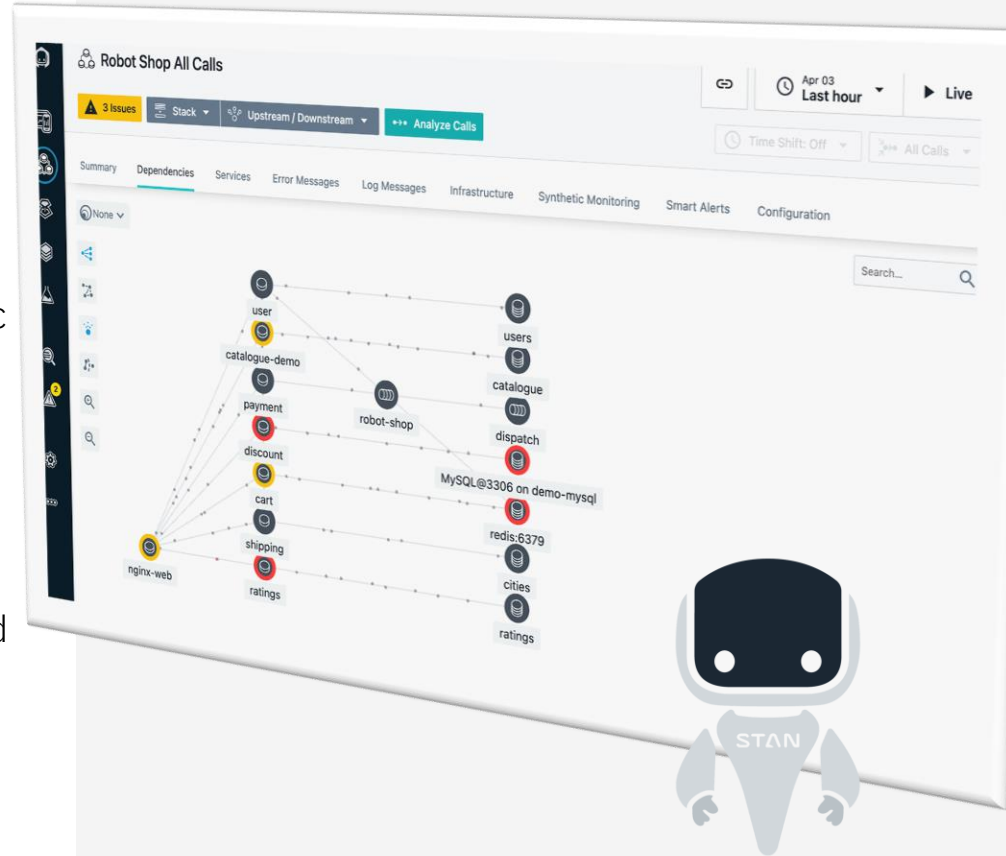 Robot Shop All Calls
Apr 03
Last hour
Live
3 Issues
Stack
Upstream / Downstream
Analyze Calls
Time Shift: Off
All Calls
Summary
Dependencies
Services
Error Messages
Log Messages
Infrastructure
Synthetic Monitoring
Smart Alerts
Configuration
None
Search...
2
user
users
catalogue-demo
catalogue
payment
robot-shop
dispatch
discount
MySQL@3306 on demo-mysql
cart
redis:6379
shipping
cities
nginx-web
ratings
ratings
c
d
STAN